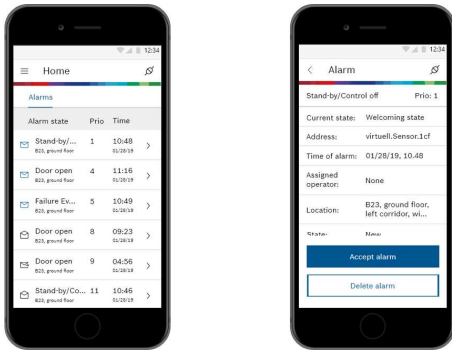 12:34
Home
Alarms
Alarm state Prio Time
Stand-by/... 1 10:48
B23, ground floor 01/28/19
Door open 4 11:16
B23, ground floor 01/28/19
Failure Ev... 5 10:49
B23, ground floor 01/28/19
Door open 8 09:23
B23, ground floor 01/28/19
Door open 9 04:56
B23, ground floor 01/28/19
Stand-by/Co... 11 10:46
B23, ground floor 01/28/19
12:34
Alarm
Stand-by/Control off Prio: 1
Current state: Welcoming state
Address: virtuell.Sensor.1cf
Time of alarm: 01/28/19, 10.48
Assigned
operator: None
Location: B23, ground floor,
left corridor, wi...
State: New
Accept alarm
Delete alarm